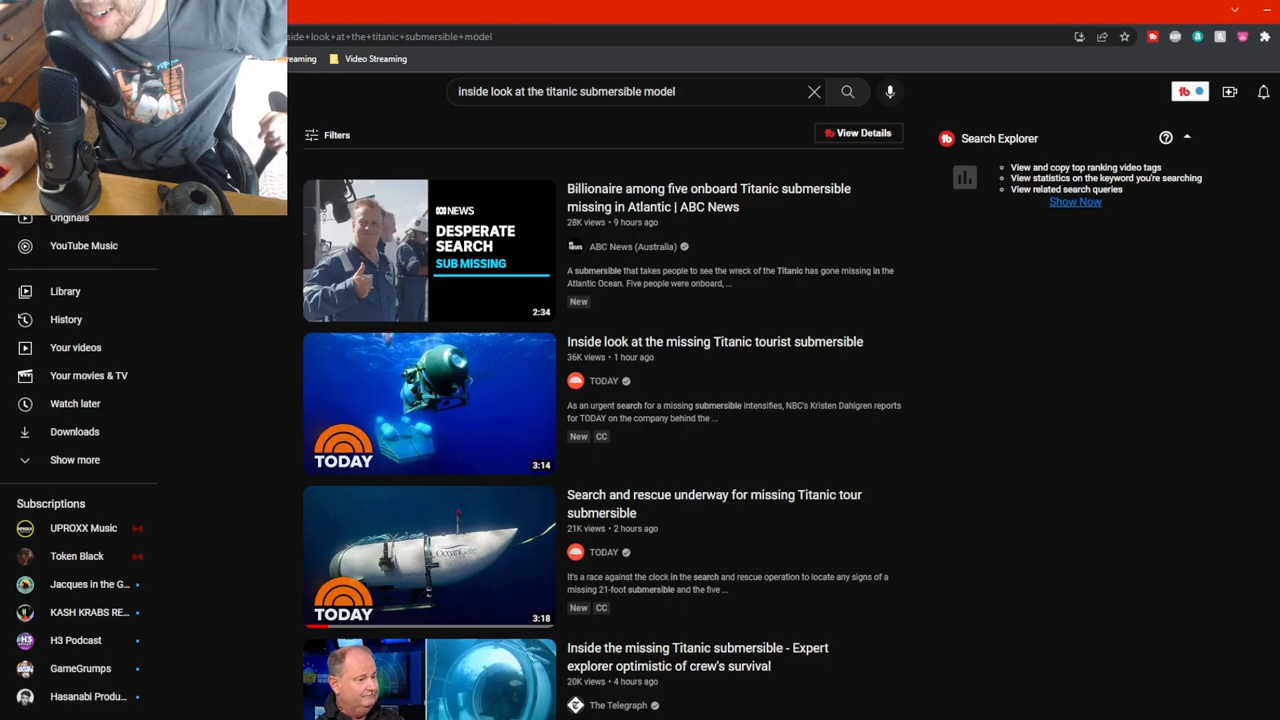 side+look+at+the+titanic+submersible+model
eaming
Video Streaming
inside look at the titanic submersible model
Filters
tb View Details
tb
tb Search Explorer
View and copy top ranking video tags
View statistics on the keyword you're searching
View related search queries
Show Now
Originals
YouTube Music
Library
History
Your videos
Your movies & TV
Watch later
Downloads
Show more
Subscriptions
UPROXX Music
Token Black
Jacques in the G...
KASH KRABS RE...
H3 Podcast
GameGrumps
Hasanabi Produ...
NEWS
DESPERATE
SEARCH
SUB MISSING
2:34
Billionaire among five onboard Titanic submersible
missing in Atlantic | ABC News
28K views • 9 hours ago
ABC News (Australia)
A submersible that takes people to see the wreck of the Titanic has gone missing in the
Atlantic Ocean. Five people were onboard, ...
New
TODAY
3:14
Inside look at the missing Titanic tourist submersible
36K views • 1 hour ago
TODAY
As an urgent search for a missing submersible intensifies, NBC's Kristen Dahlgren reports
for TODAY on the company behind the ...
New CC
OceanGate
TODAY
3:18
Search and rescue underway for missing Titanic tour
submersible
21K views • 2 hours ago
TODAY
It's a race against the clock in the search and rescue operation to locate any signs of a
missing 21-foot submersible and the five ...
New CC
Inside the missing Titanic submersible - Expert
explorer optimistic of crew's survival
20K views • 4 hours ago
The Telegraph